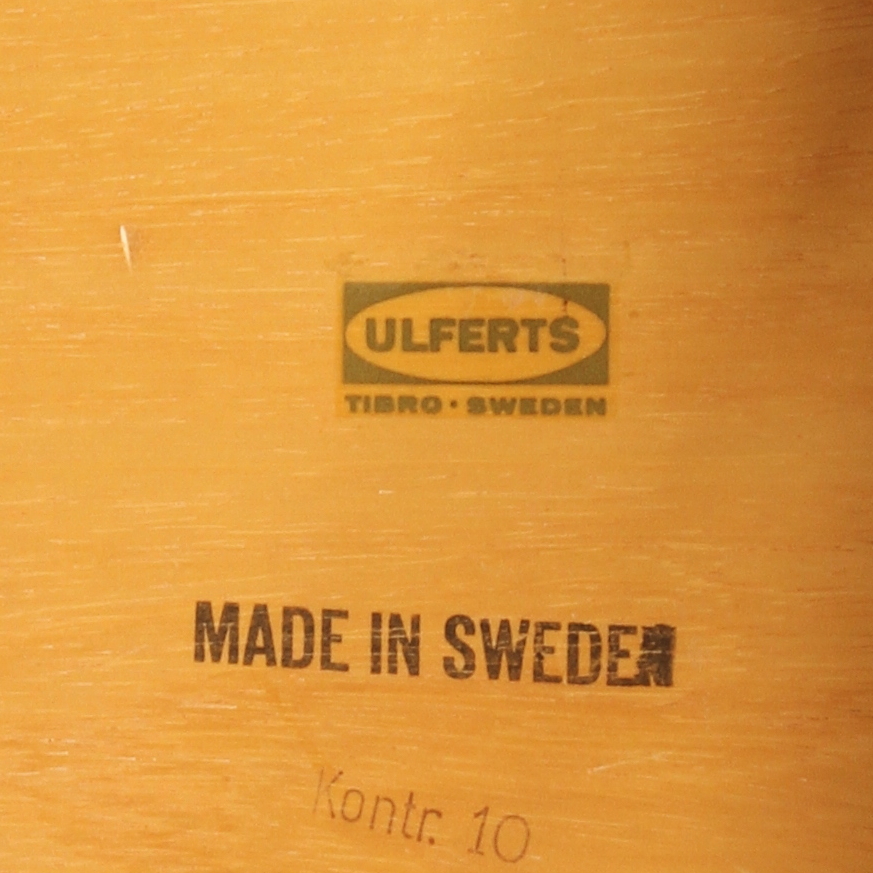 ULFERTS
TIBRO · SWEDEN
MADE IN SWEDEN
Kontr. 10